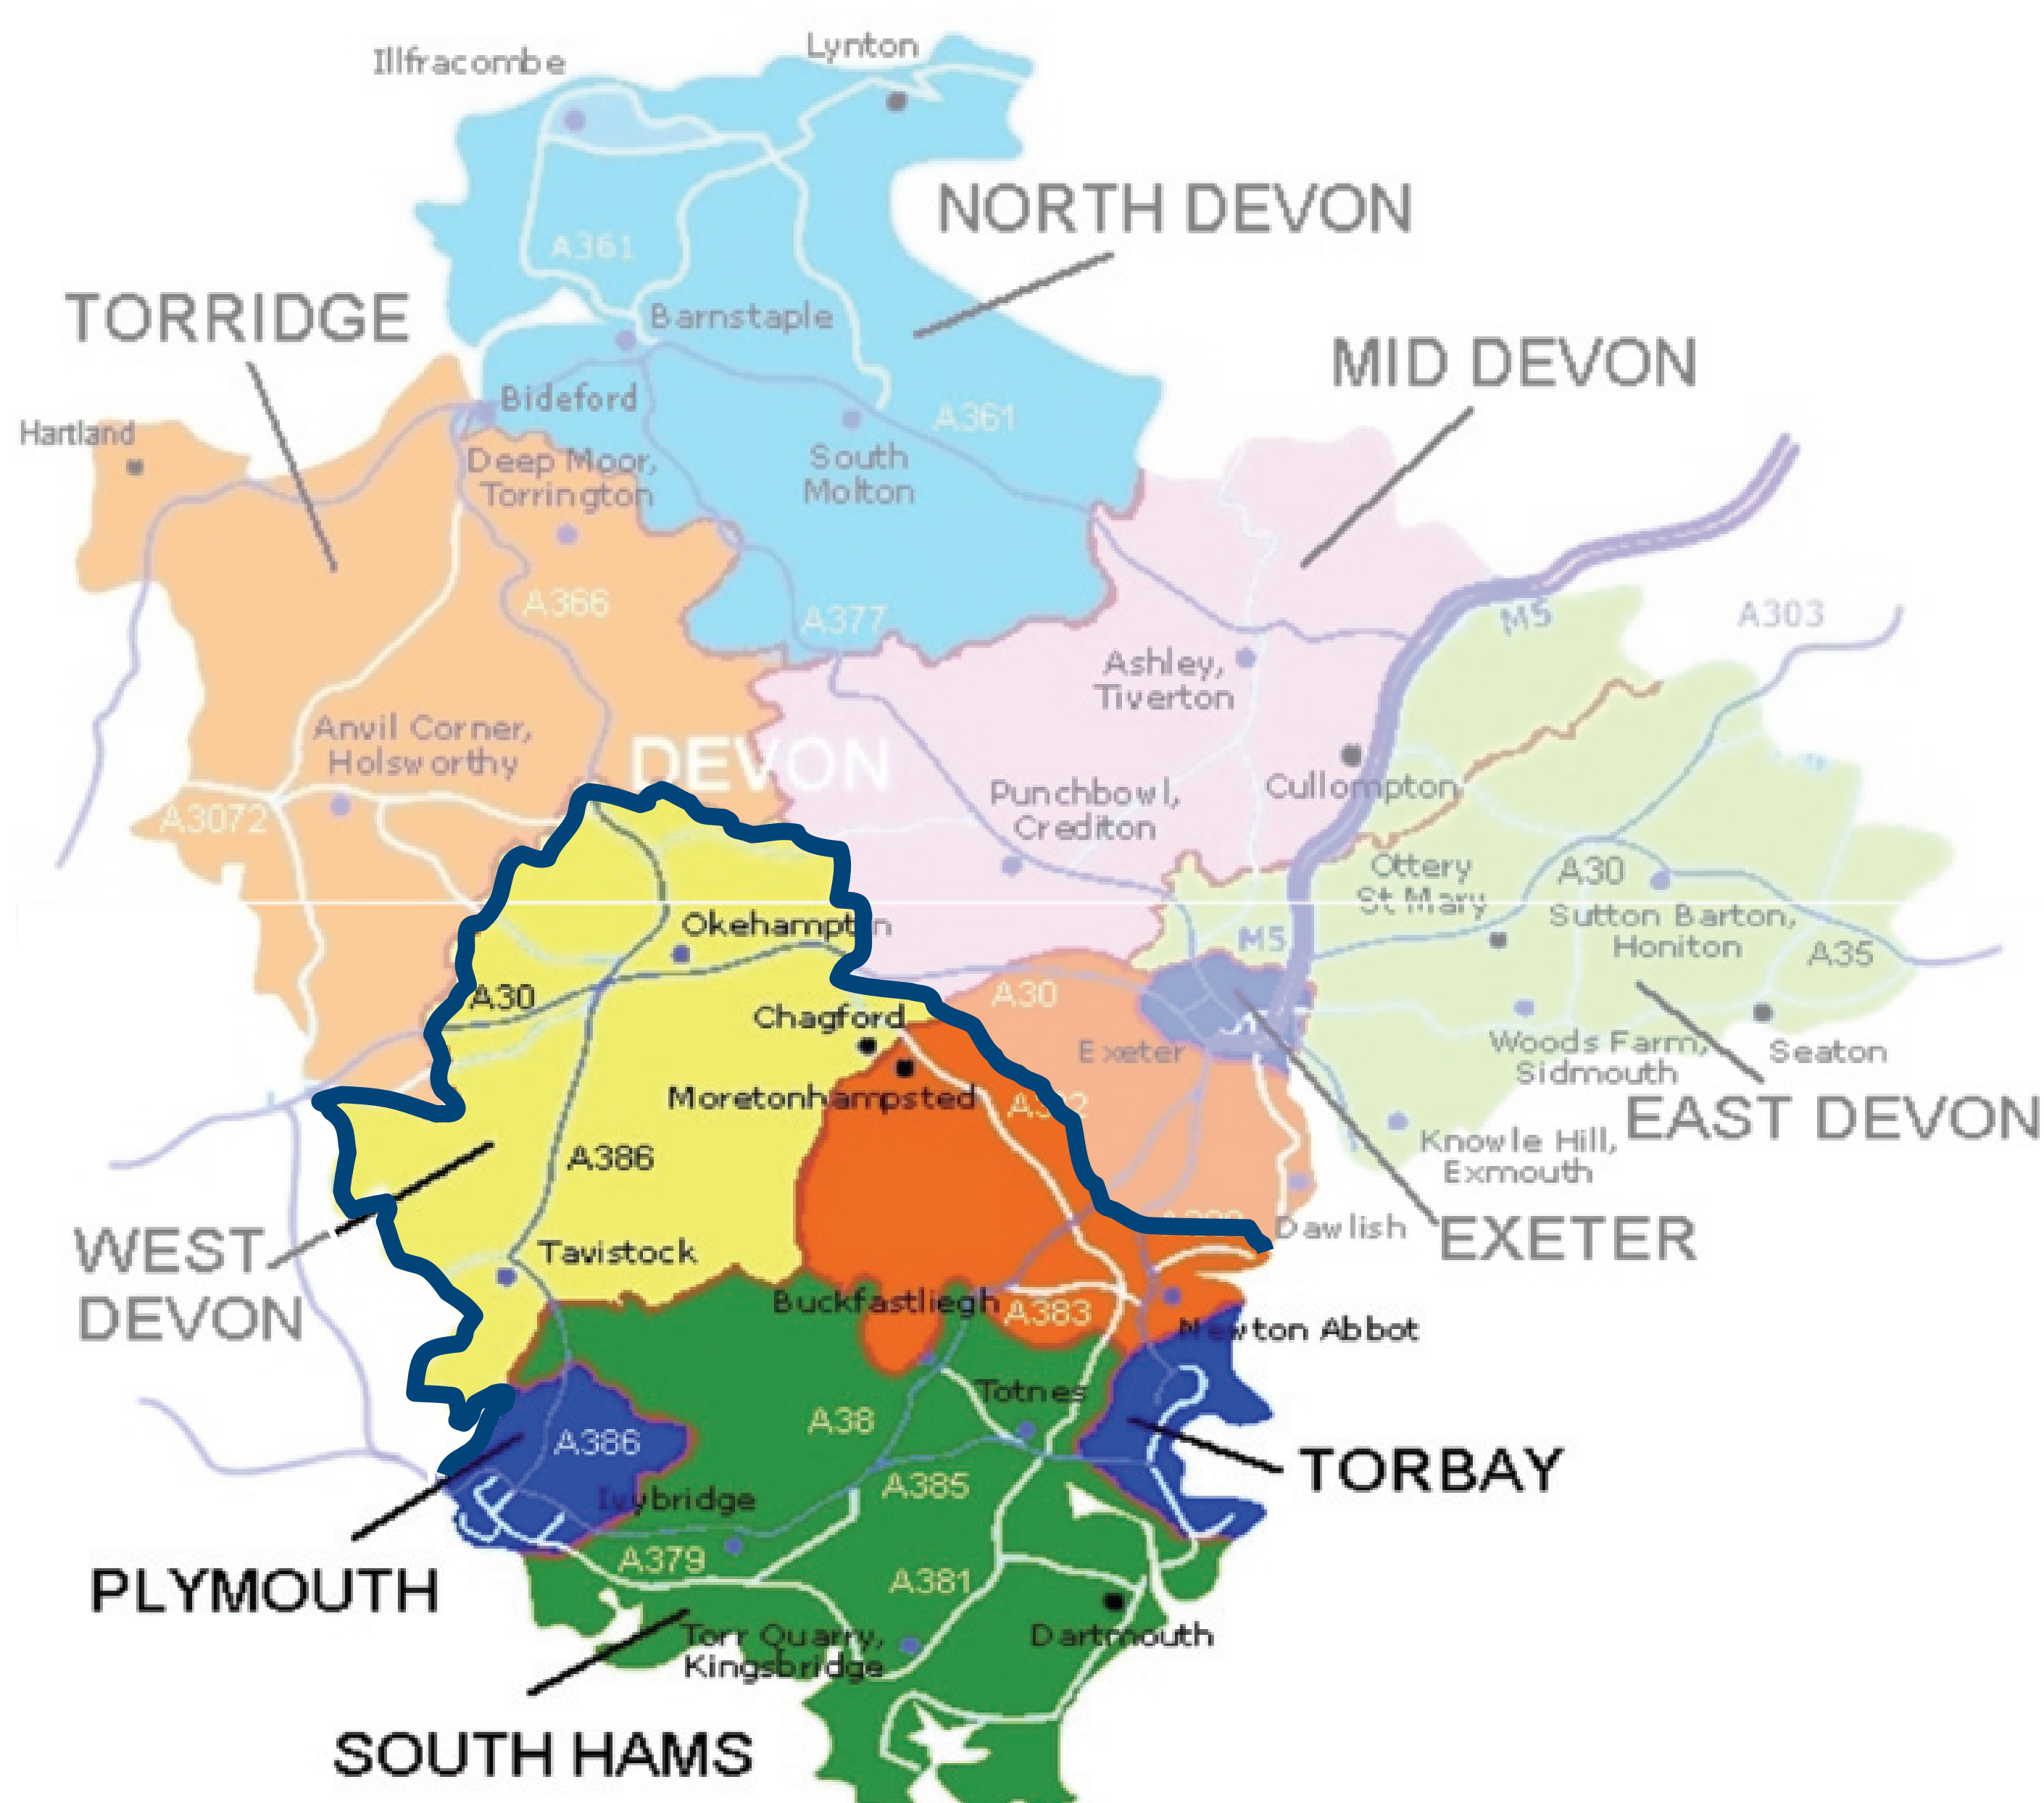 Illfracombe
Lynton
NORTH DEVON
A361
TORRIDGE
Barnstaple
MID DEVON
Bideford
A361
Hartland
Deep Moor,
Torrington
South
Molton
A366
A377
M5
A303
Ashley,
Tiverton
Anvil Corner,
Holsworthy
DEVON
Cullompton
Punchbowl,
Crediton
A3072
Ottery
St Mary
A30
Okehampton
M5
Sutton Barton,
Honiton
A35
A30
A30
Chagford
Exeter
Woods Farm,
Sidmouth
Seaton
Moretonhampsted
A382
EAST DEVON
Knowle Hill,
Exmouth
A386
WEST
DEVON
Tavistock
Dawlish
EXETER
Buckfastliegh
A383
Newton Abbot
Totnes
A38
A386
TORBAY
A385
Ivybridge
PLYMOUTH
A379
A381
Torr Quarry,
Kingsbridge
Dartmouth
SOUTH HAMS